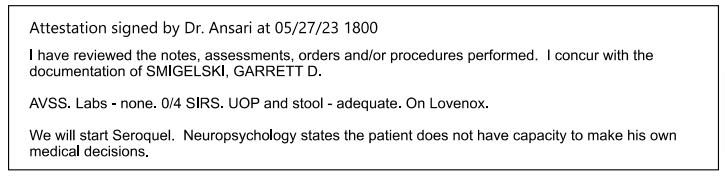 Attestation signed by Dr. Ansari at 05/27/23 1800
I have reviewed the notes, assessments, orders and/or procedures performed.  I concur with the
documentation of SMIGELSKI, GARRETT D.
AVSS. Labs - none. 0/4 SIRS. UOP and stool - adequate. On Lovenox.
We will start Seroquel.  Neuropsychology states the patient does not have capacity to make his own
medical decisions.